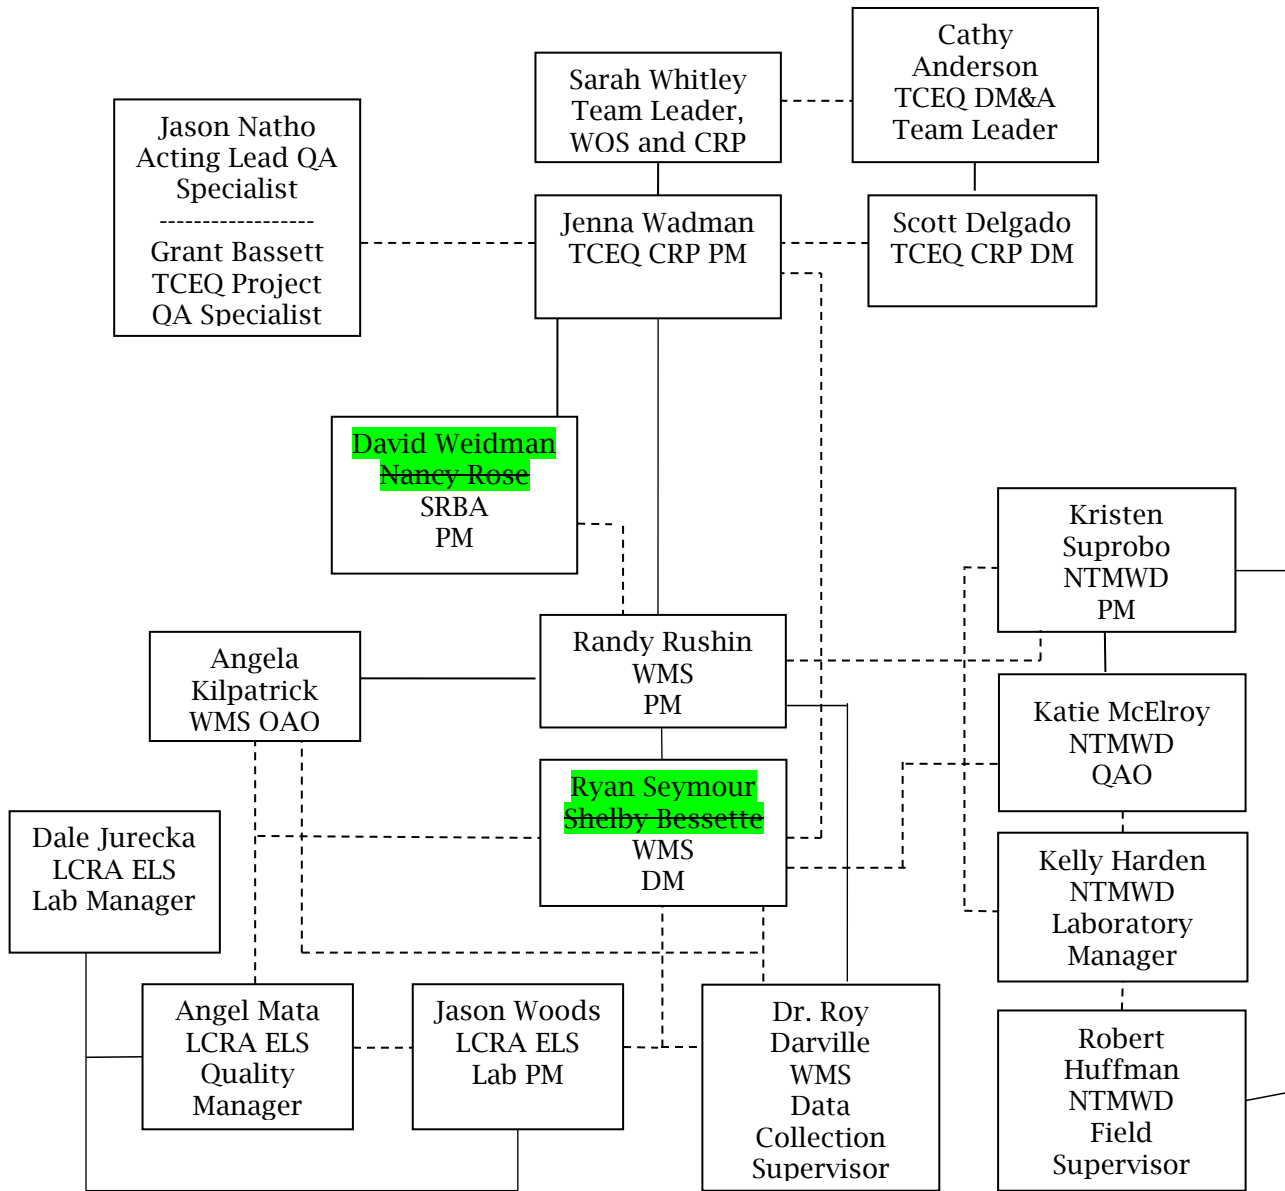 Cathy
Anderson
TCEQ DM&A
Team Leader
Sarah Whitley
Team Leader,
WOS and CRP
Jason Natho
Acting Lead QA
Specialist
------------------
Grant Bassett
TCEQ Project
QA Specialist
Jenna Wadman
TCEQ CRP PM
Scott Delgado
TCEQ CRP DM
David Weidman
Nancy Rose
SRBA
PM
Kristen
Suprobo
NTMWD
PM
Randy Rushin
WMS
PM
Angela
Kilpatrick
WMS QAO
Katie McElroy
NTMWD
QAO
Ryan Seymour
Shelby Bessette
WMS
DM
Dale Jurecka
LCRA ELS
Lab Manager
Kelly Harden
NTMWD
Laboratory
Manager
Angel Mata
LCRA ELS
Quality
Manager
Jason Woods
LCRA ELS
Lab PM
Dr. Roy
Darville
WMS
Data
Collection
Supervisor
Robert
Huffman
NTMWD
Field
Supervisor